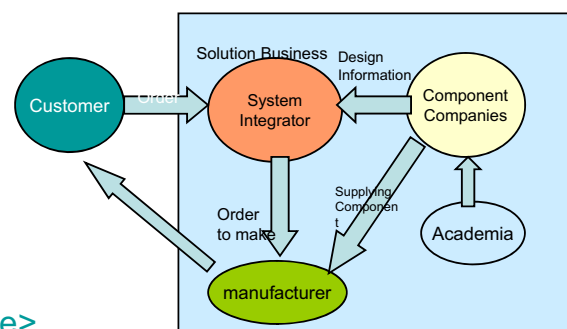 Solution Business
Design
Information
Customer
Order
System
Integrator
Component
Companies
Supplying
Componen
t
Order
to make
Academia
manufacturer
e>